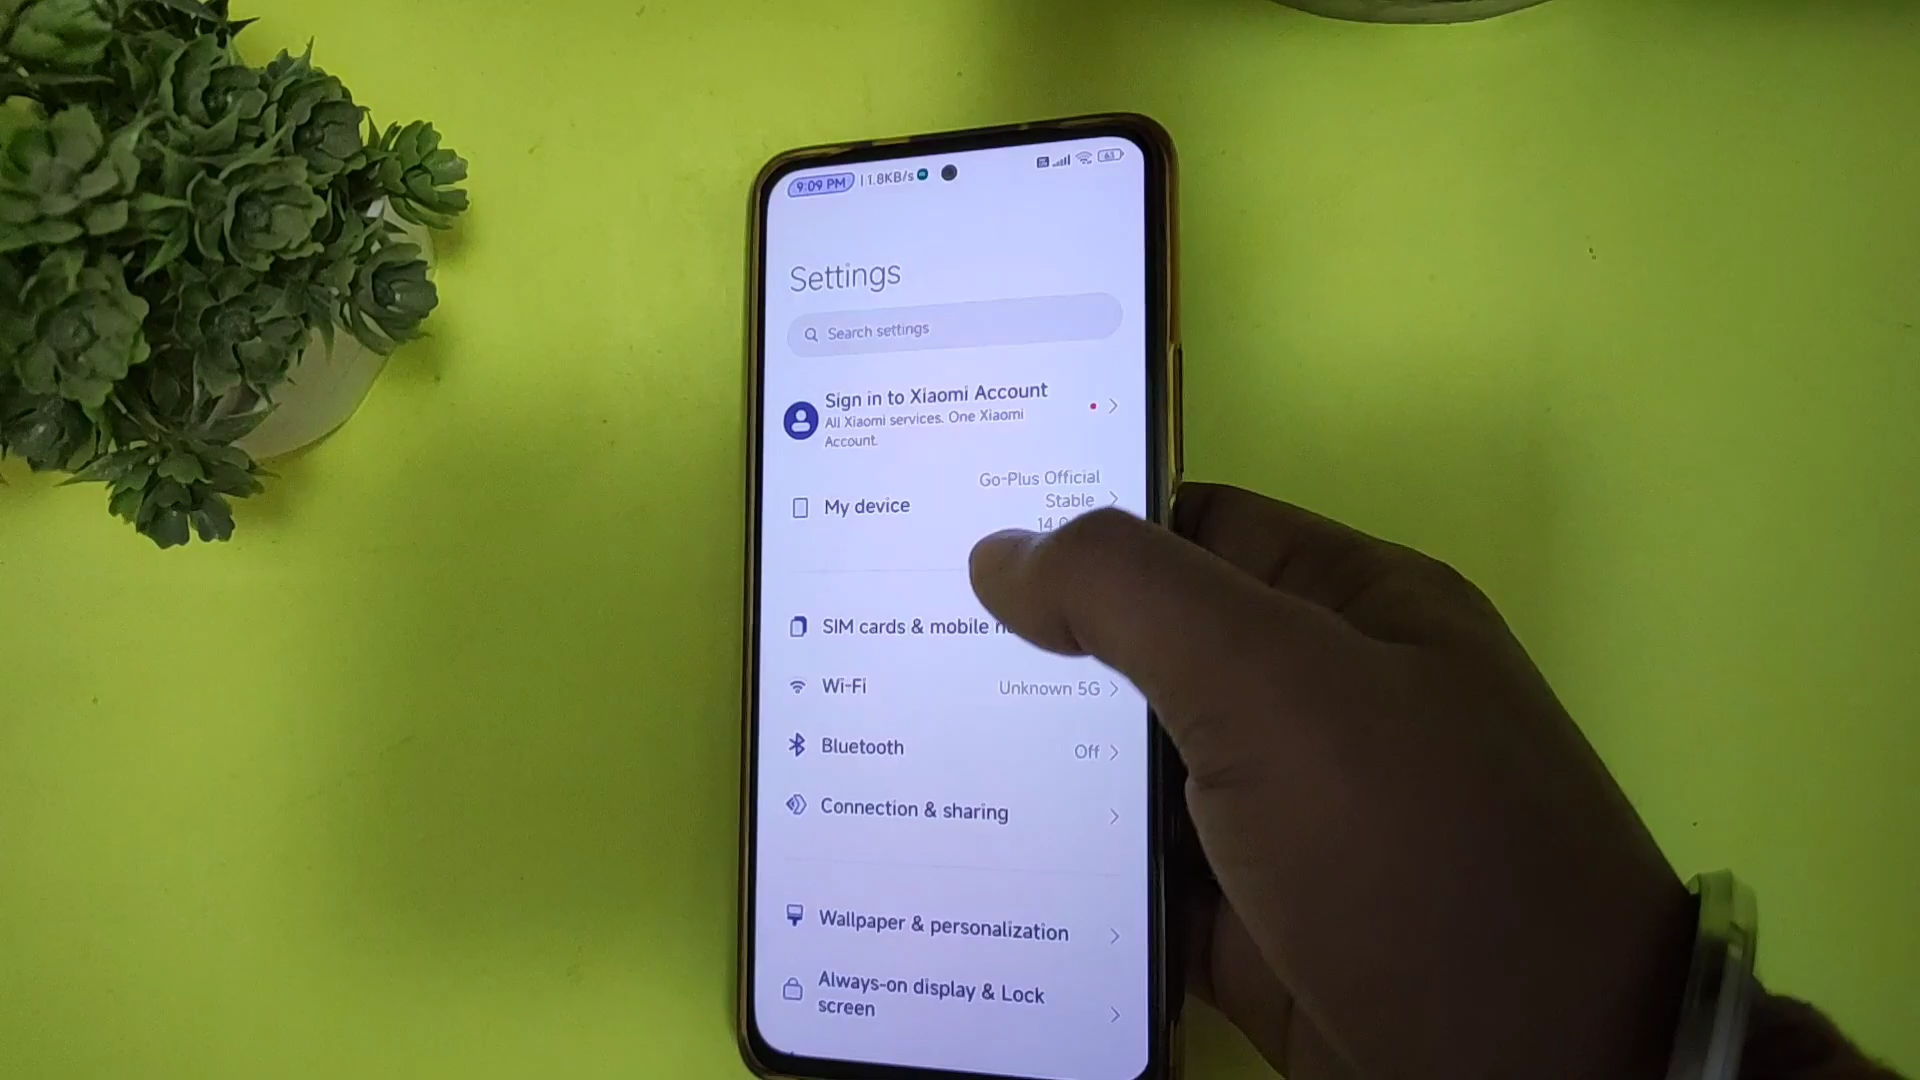 9:09 PM | 1.8KB/s
61
Settings
Search settings
Sign in to Xiaomi Account
All Xiaomi services. One Xiaomi
Account.
My device
Go-Plus Official
Stable
14.0
SIM cards & mobile
Wi-Fi
Unknown 5G
Bluetooth
Off
Connection & sharing
Wallpaper & personalization
Always-on display & Lock
screen